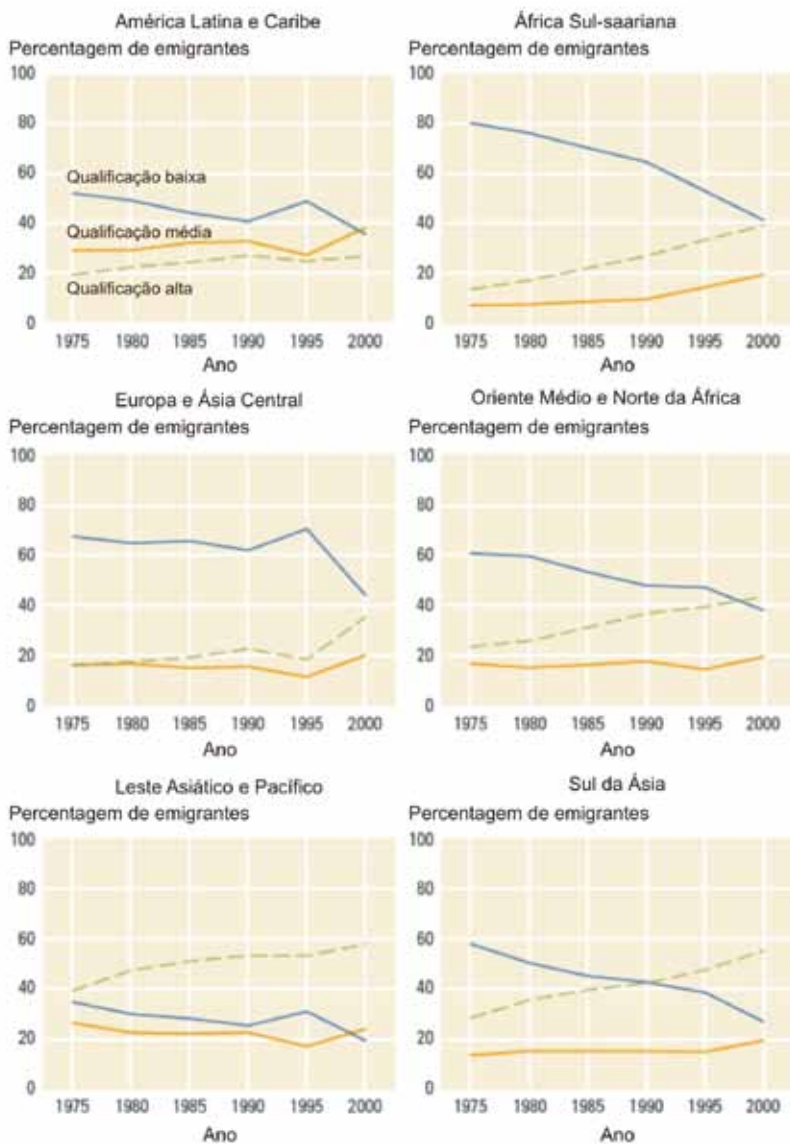 América Latina e Caribe
Percentagem de emigrantes
100
80
60
40
20
0
Qualificação baixa
Qualificação média
Qualificação alta
1975 1980 1985 1990 1995 2000
Ano
África Sul-saariana
Percentagem de emigrantes
100
80
60
40
20
0
1975 1980 1985 1990 1995 2000
Ano
Europa e Ásia Central
Percentagem de emigrantes
100
80
60
40
20
0
1975 1980 1985 1990 1995 2000
Ano
Oriente Médio e Norte da África
Percentagem de emigrantes
100
80
60
40
20
0
1975 1980 1985 1990 1995 2000
Ano
Leste Asiático e Pacífico
Percentagem de emigrantes
100
80
60
40
20
0
1975 1980 1985 1990 1995 2000
Ano
Sul da Ásia
Percentagem de emigrantes
100
80
60
40
20
0
1975 1980 1985 1990 1995 2000
Ano